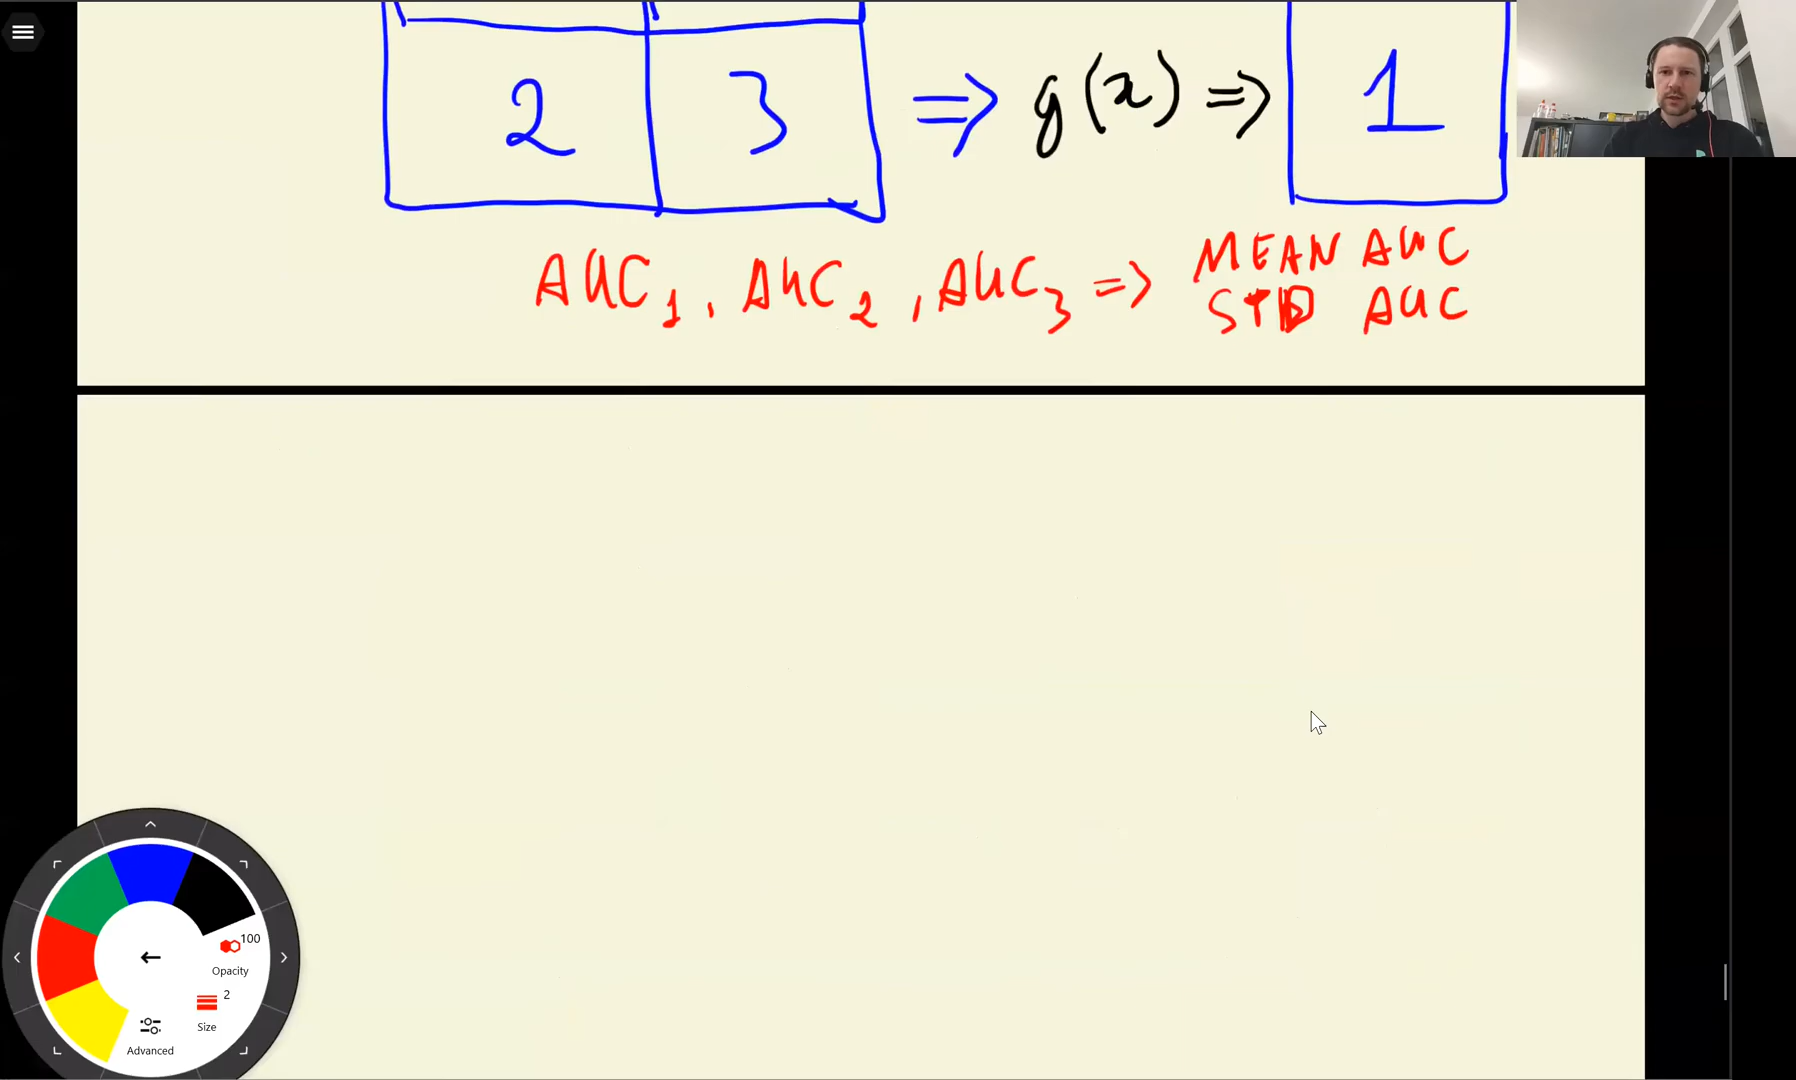 2 3 => g(x) => 1
AUC1, AUC2, AUC3 => MEAN AUC
STD AUC
100
Opacity
2
Size
Advanced